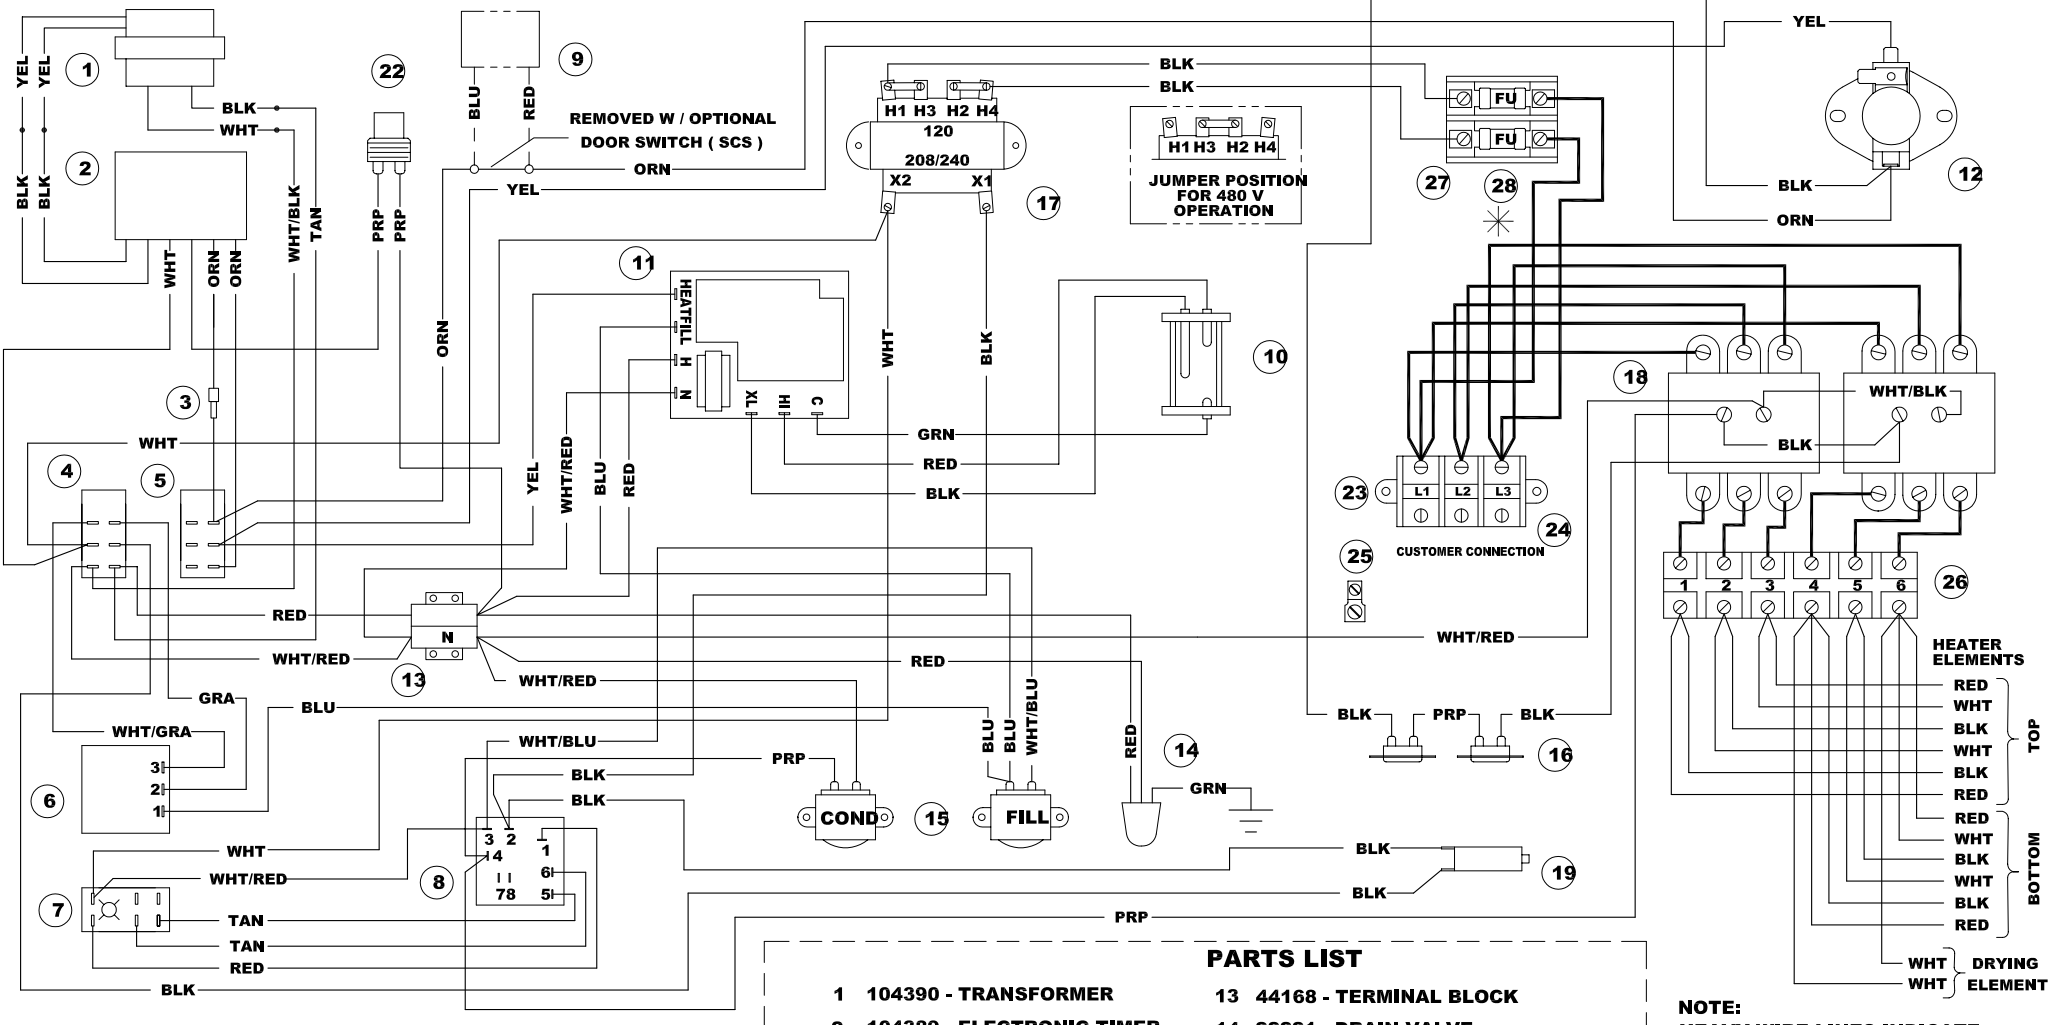 YEL
YEL
1
BLK
WHT
2
BLK
BLK
WHT
ORN
ORN
WHT/BLK
TAN
22
PRP
PRP
9
BLU
RED
REMOVED W / OPTIONAL
DOOR SWITCH ( SCS )
ORN
YEL
ORN
H1 H3 H2 H4
120
208/240
X2 X1
17
BLK
BLK
H1 H3 H2 H4
JUMPER POSITION
FOR 480 V
OPERATION
FU
FU
27
28
YEL
12
BLK
ORN
11
HEATFILL
H
N
XL
HI
C
WHT
BLK
10
GRN
RED
BLK
3
WHT
4
5
YEL
WHT/RED
BLU
RED
18
WHT/BLK
BLK
23
L1 L2 L3
24
CUSTOMER CONNECTION
25
1 2 3 4 5 6
26
RED
N
WHT/RED
13
WHT/RED
RED
WHT/RED
GRA
BLU
WHT/GRA
3
2
1
6
WHT/BLU
BLK
BLK
PRP
COND
15
BLU
BLU
WHT/BLU
FILL
RED
14
GRN
BLK
PRP
BLK
16
HEATER
ELEMENTS
RED
WHT
BLK
WHT
BLK
RED
TOP
RED
WHT
BLK
WHT
BLK
RED
BOTTOM
WHT
WHT
DRYING
ELEMENT
3 2
1
4
6
78 5
8
WHT
WHT/RED
7
TAN
TAN
RED
BLK
BLK
BLK
19
PRP
PARTS LIST
1 104390 - TRANSFORMER
13 44168 - TERMINAL BLOCK
NOTE: